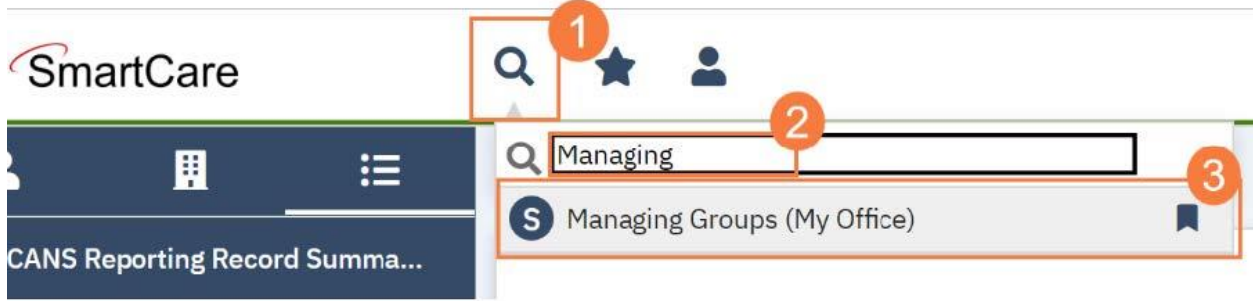 1
SmartCare
2
Managing
3
S Managing Groups (My Office)
CANS Reporting Record Summa...